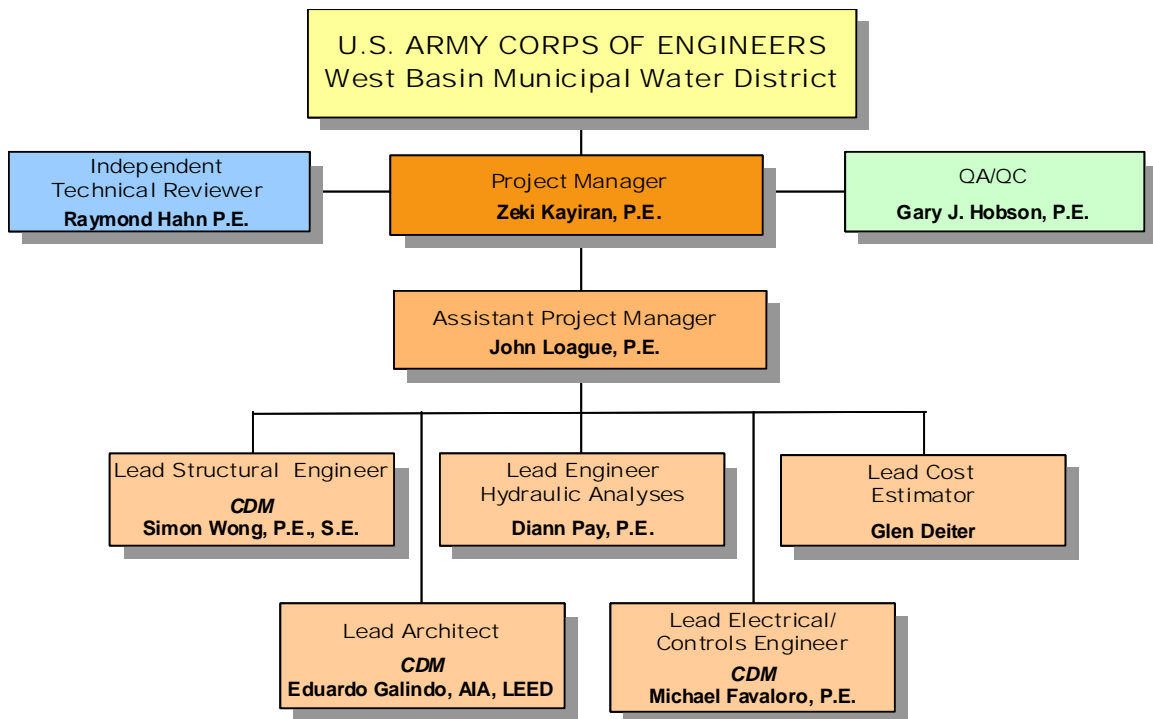 U.S. ARMY CORPS OF ENGINEERS
West Basin Municipal Water District
Independent
Technical Reviewer
Raymond Hahn P.E.
Project Manager
Zeki Kayiran, P.E.
QA/QC
Gary J. Hobson, P.E.
Assistant Project Manager
John Loague, P.E.
Lead Structural Engineer
CDM
Simon Wong, P.E., S.E.
Lead Engineer
Hydraulic Analyses
Diann Pay, P.E.
Lead Cost
Estimator
Glen Deiter
Lead Architect
CDM
Eduardo Galindo, AIA, LEED
Lead Electrical/
Controls Engineer
CDM
Michael Favaloro, P.E.